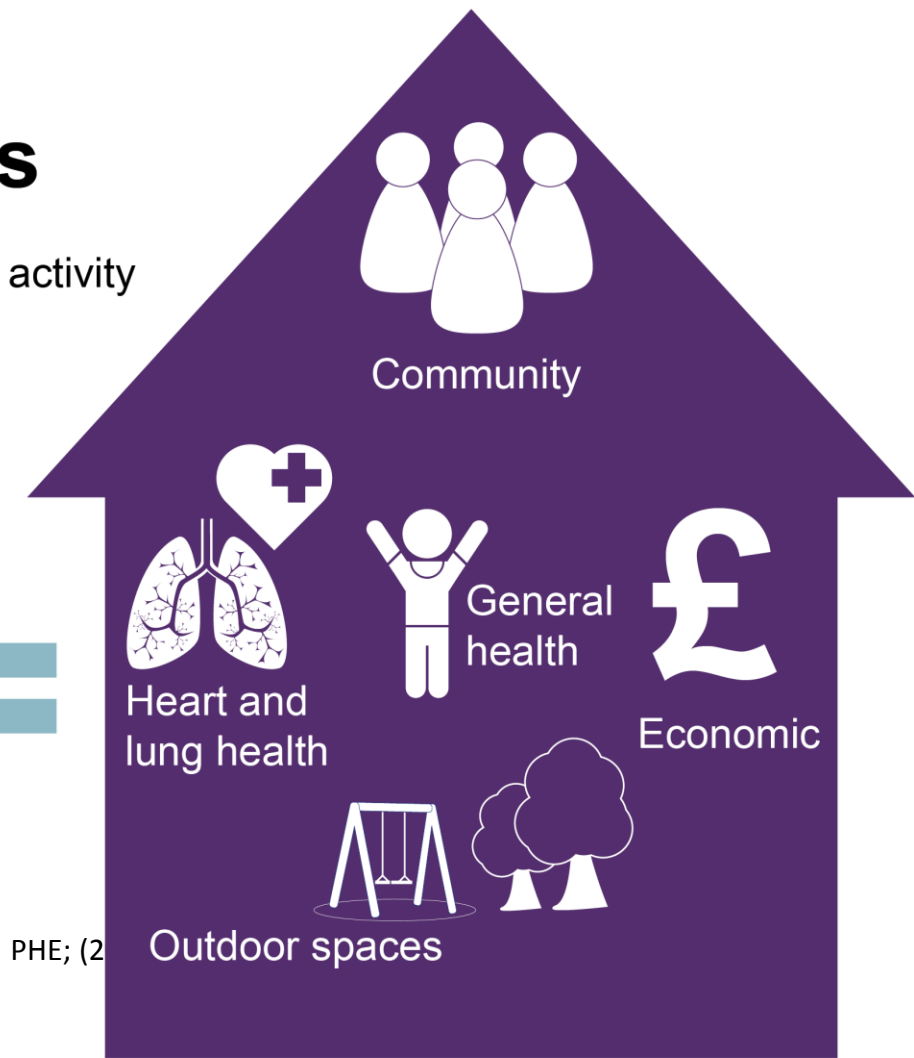 s
activity
Community
General
health
Heart and
lung health
£
Economic
Outdoor spaces
PHE; (2